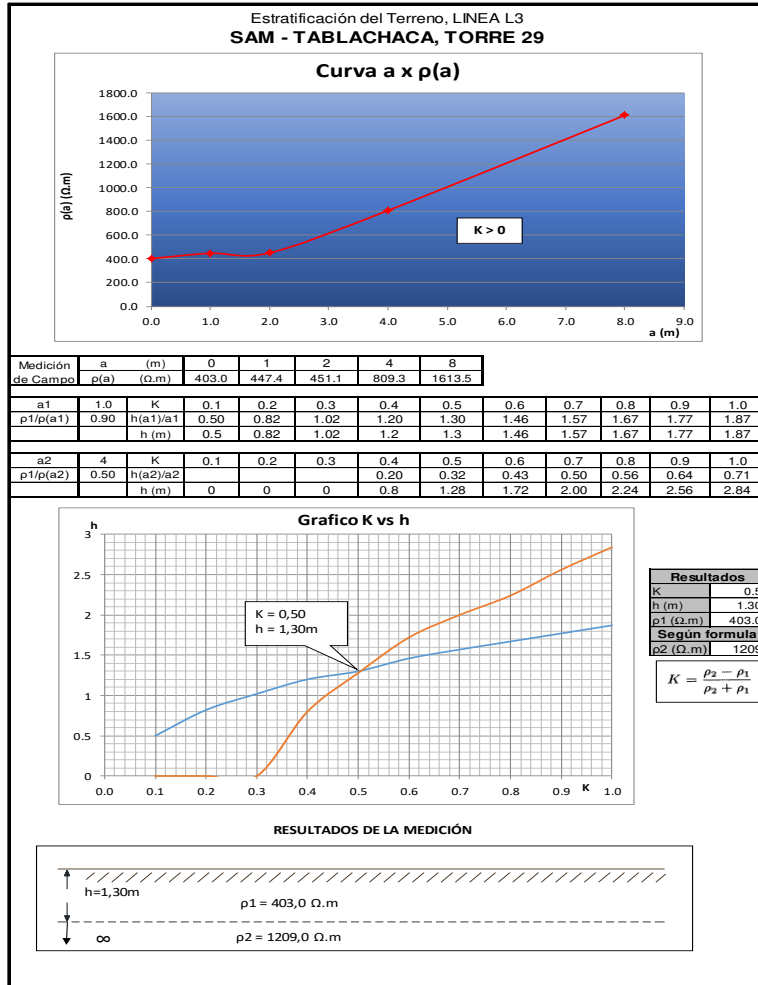 Estratificación del Terreno, LINEA L3
SAM - TABLACHACA, TORRE 29
Curva a x ρ(a)
ρ(a) (Ω.m)
1800.0
1600.0
1400.0
1200.0
1000.0
800.0
600.0
400.0
200.0
0.0
K > 0
0.0 1.0 2.0 3.0 4.0 5.0 6.0 7.0 8.0 9.0
a (m)
Medición de Campo a (m) 0 1 2 4 8
ρ(a) (Ω.m) 403.0 447.4 451.1 809.3 1613.5
a1 1.0 K 0.1 0.2 0.3 0.4 0.5 0.6 0.7 0.8 0.9 1.0
ρ1/ρ(a1) 0.90 h(a1)/a1 0.50 0.82 1.02 1.20 1.30 1.46 1.57 1.67 1.77 1.87
h (m) 0.5 0.82 1.02 1.2 1.3 1.46 1.57 1.67 1.77 1.87
a2 4 K 0.1 0.2 0.3 0.4 0.5 0.6 0.7 0.8 0.9 1.0
ρ1/ρ(a2) 0.50 h(a2)/a2 0.20 0.32 0.43 0.50 0.56 0.64 0.71
h (m) 0 0 0 0.8 1.28 1.72 2.00 2.24 2.56 2.84
Grafico K vs h
h
3
2.5
2
1.5
1
0.5
0
K = 0,50
h = 1,30m
0.0 0.1 0.2 0.3 0.4 0.5 0.6 0.7 0.8 0.9 1.0
K
Resultados
K 0.5
h (m) 1.30
ρ1 (Ω.m) 403.0
Según formula
ρ2 (Ω.m) 1209
K = (ρ2 − ρ1) / (ρ2 + ρ1)
RESULTADOS DE LA MEDICIÓN
h=1,30m
ρ1 = 403,0 Ω.m
∞
ρ2 = 1209,0 Ω.m